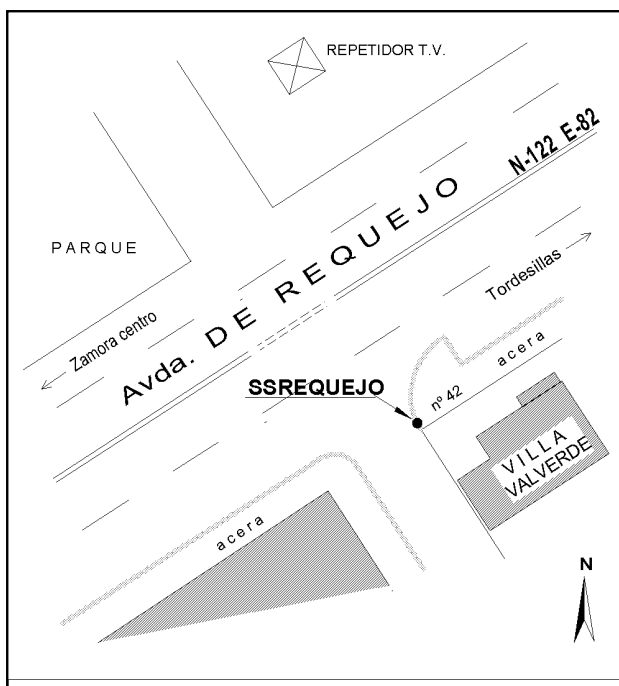 REPETIDOR T.V.
N-122 E-82
PARQUE
Avda. DE REQUEJO
Tordesillas
Zamora centro
SSREQUEJO
nº 42
acera
VILLA
VALVERDE
acera
N